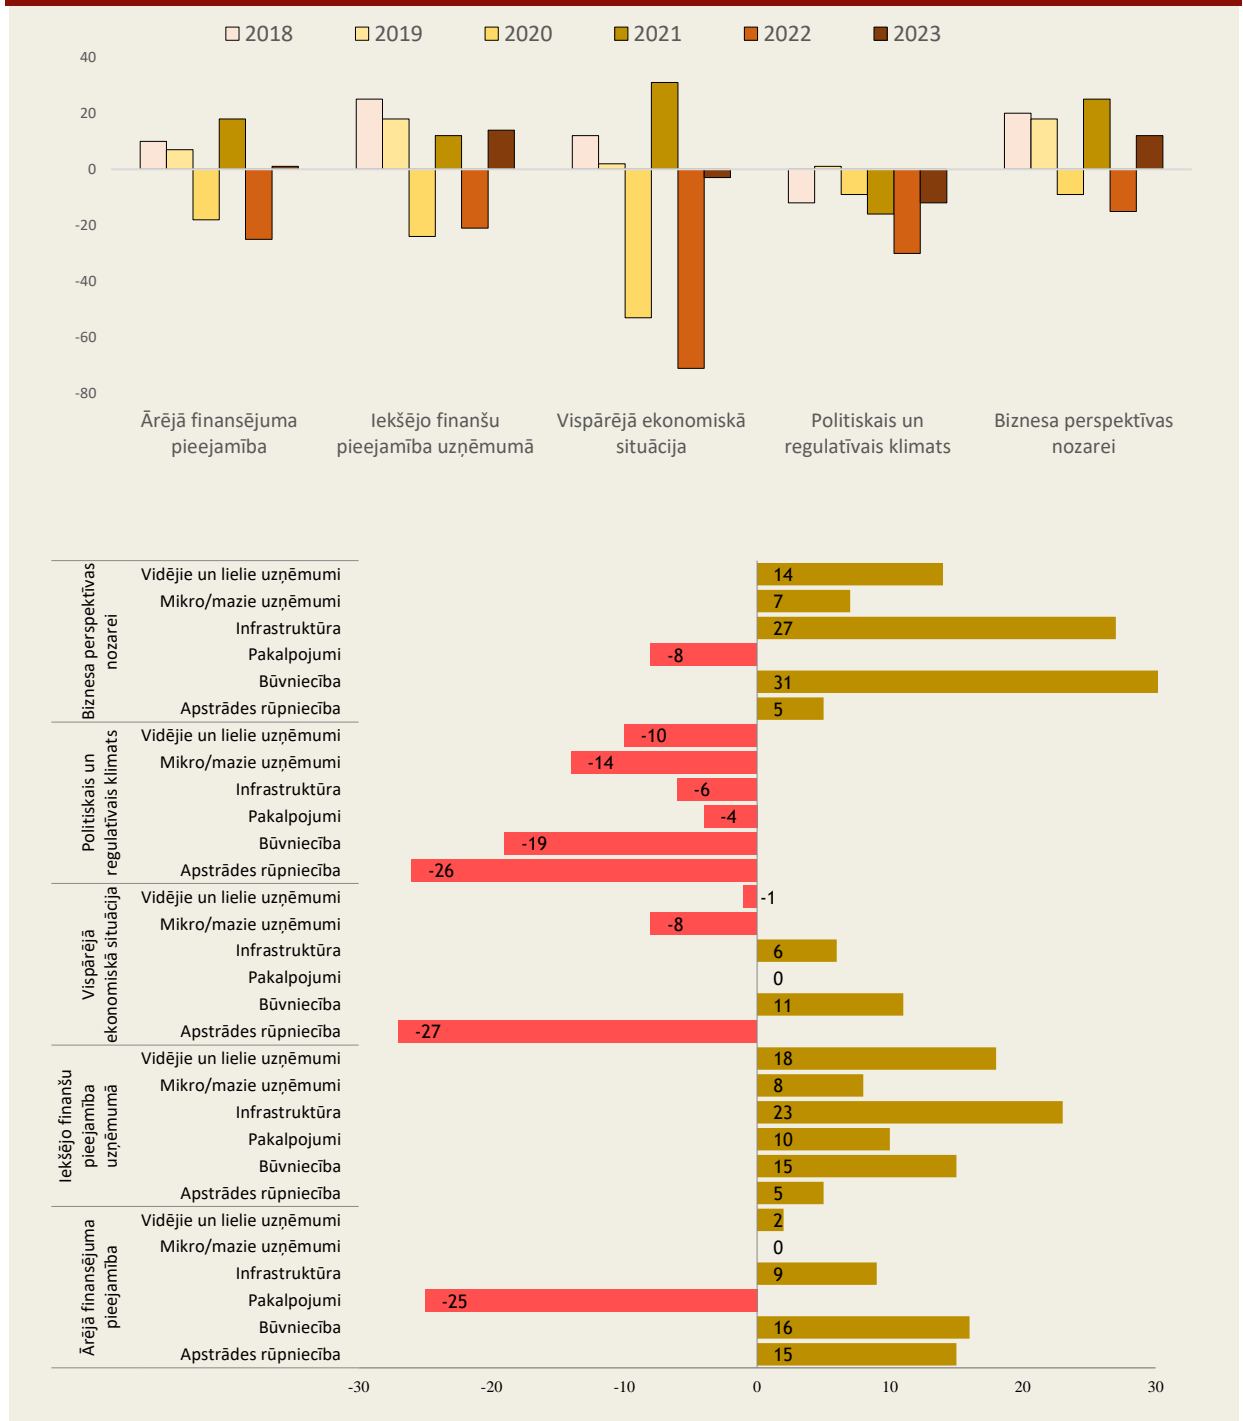 2018 2019 2020 2021 2022 2023
40
20
0
-20
-40
-60
-80
Ārējā finansējuma
pieejamība
Iekšējo finanšu
pieejamība uzņēmumā
Vispārējā ekonomiskā
situācija
Politiskais un
regulatīvais klimats
Biznesa perspektīvas
nozarei
Biznesa perspektīvas
nozarei
Vidējie un lielie uzņēmumi 14
Mikro/mazie uzņēmumi 7
Infrastruktūra 27
Pakalpojumi -8
Būvniecība 31
Apstrādes rūpniecība 5
Politiskais un
regulatīvais klimats
Vidējie un lielie uzņēmumi -10
Mikro/mazie uzņēmumi -14
Infrastruktūra -6
Pakalpojumi -4
Būvniecība -19
Apstrādes rūpniecība -26
Vispārējā
ekonomiskā situācija
Vidējie un lielie uzņēmumi -1
Mikro/mazie uzņēmumi -8
Infrastruktūra 6
Pakalpojumi 0
Būvniecība 11
Apstrādes rūpniecība -27
Iekšējo finanšu
pieejamība
uzņēmumā
Vidējie un lielie uzņēmumi 18
Mikro/mazie uzņēmumi 8
Infrastruktūra 23
Pakalpojumi 10
Būvniecība 15
Apstrādes rūpniecība 5
Ārējā finansējuma
pieejamība
Vidējie un lielie uzņēmumi 2
Mikro/mazie uzņēmumi 0
Infrastruktūra 9
Pakalpojumi -25
Būvniecība 16
Apstrādes rūpniecība 15
-30 -20 -10 0 10 20 30